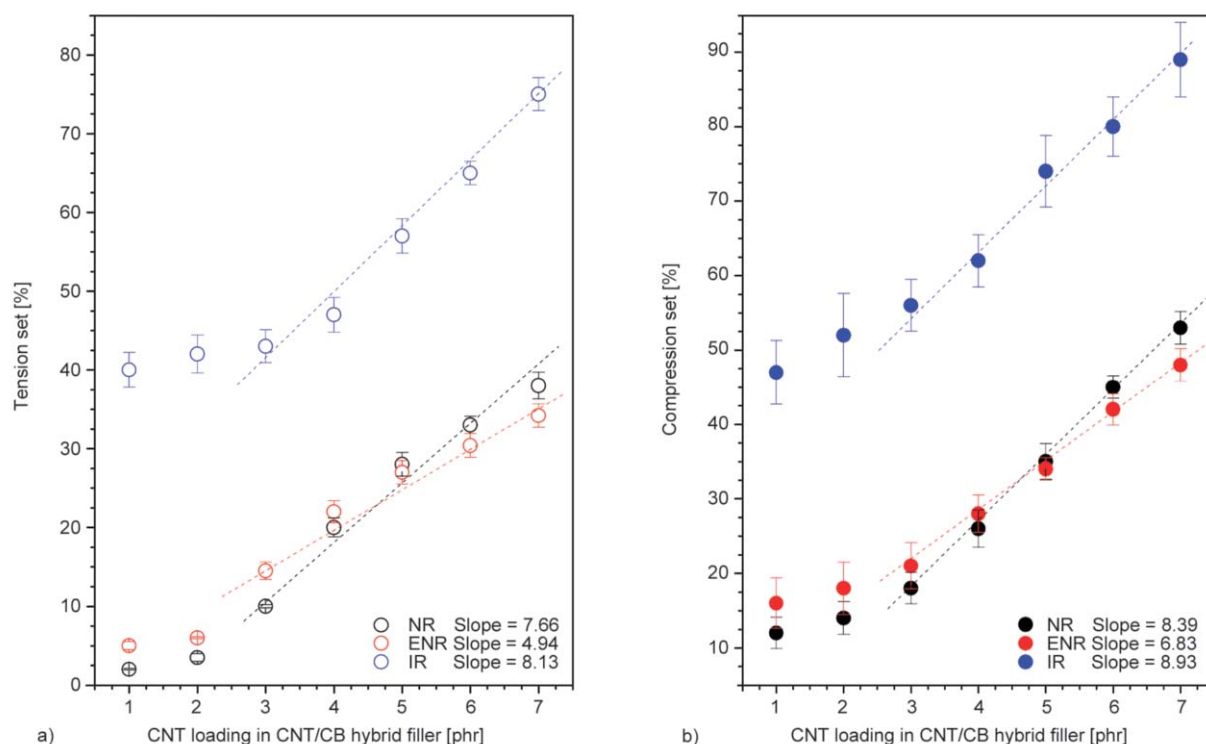 80
70
60
50
40
30
20
10
0
Tension set [%]
NR Slope = 7.66
ENR Slope = 4.94
IR Slope = 8.13
1 2 3 4 5 6 7
a) CNT loading in CNT/CB hybrid filler [phr]
90
80
70
60
50
40
30
20
10
Compression set [%]
NR Slope = 8.39
ENR Slope = 6.83
IR Slope = 8.93
1 2 3 4 5 6 7
b) CNT loading in CNT/CB hybrid filler [phr]